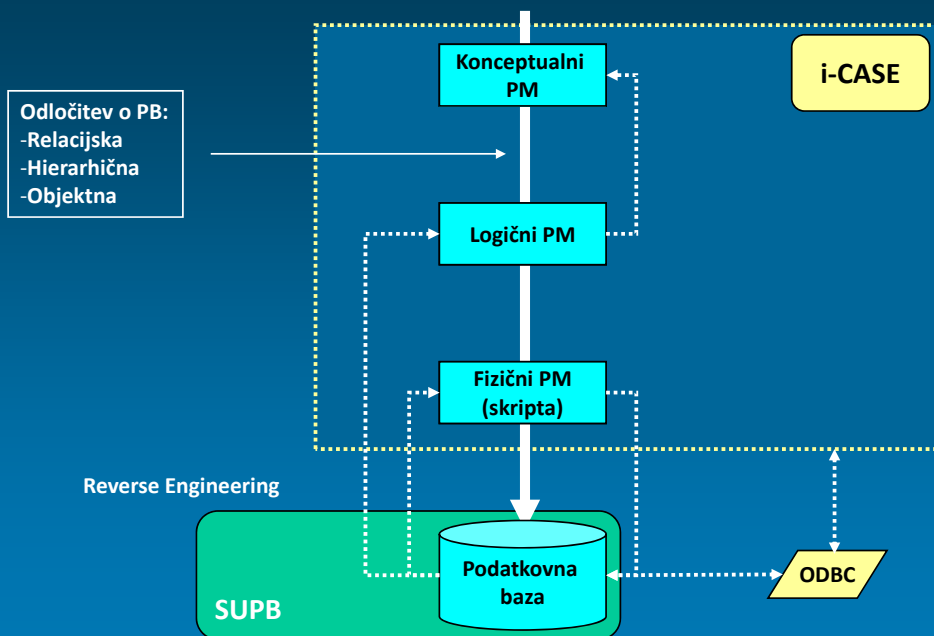 Konceptualni
PM
i-CASE
Odločitev o PB:
-Relacijska
-Hierarhična
-Objektna
Logični PM
Fizični PM
(skripta)
Reverse Engineering
Podatkovna
baza
ODBC
SUPB